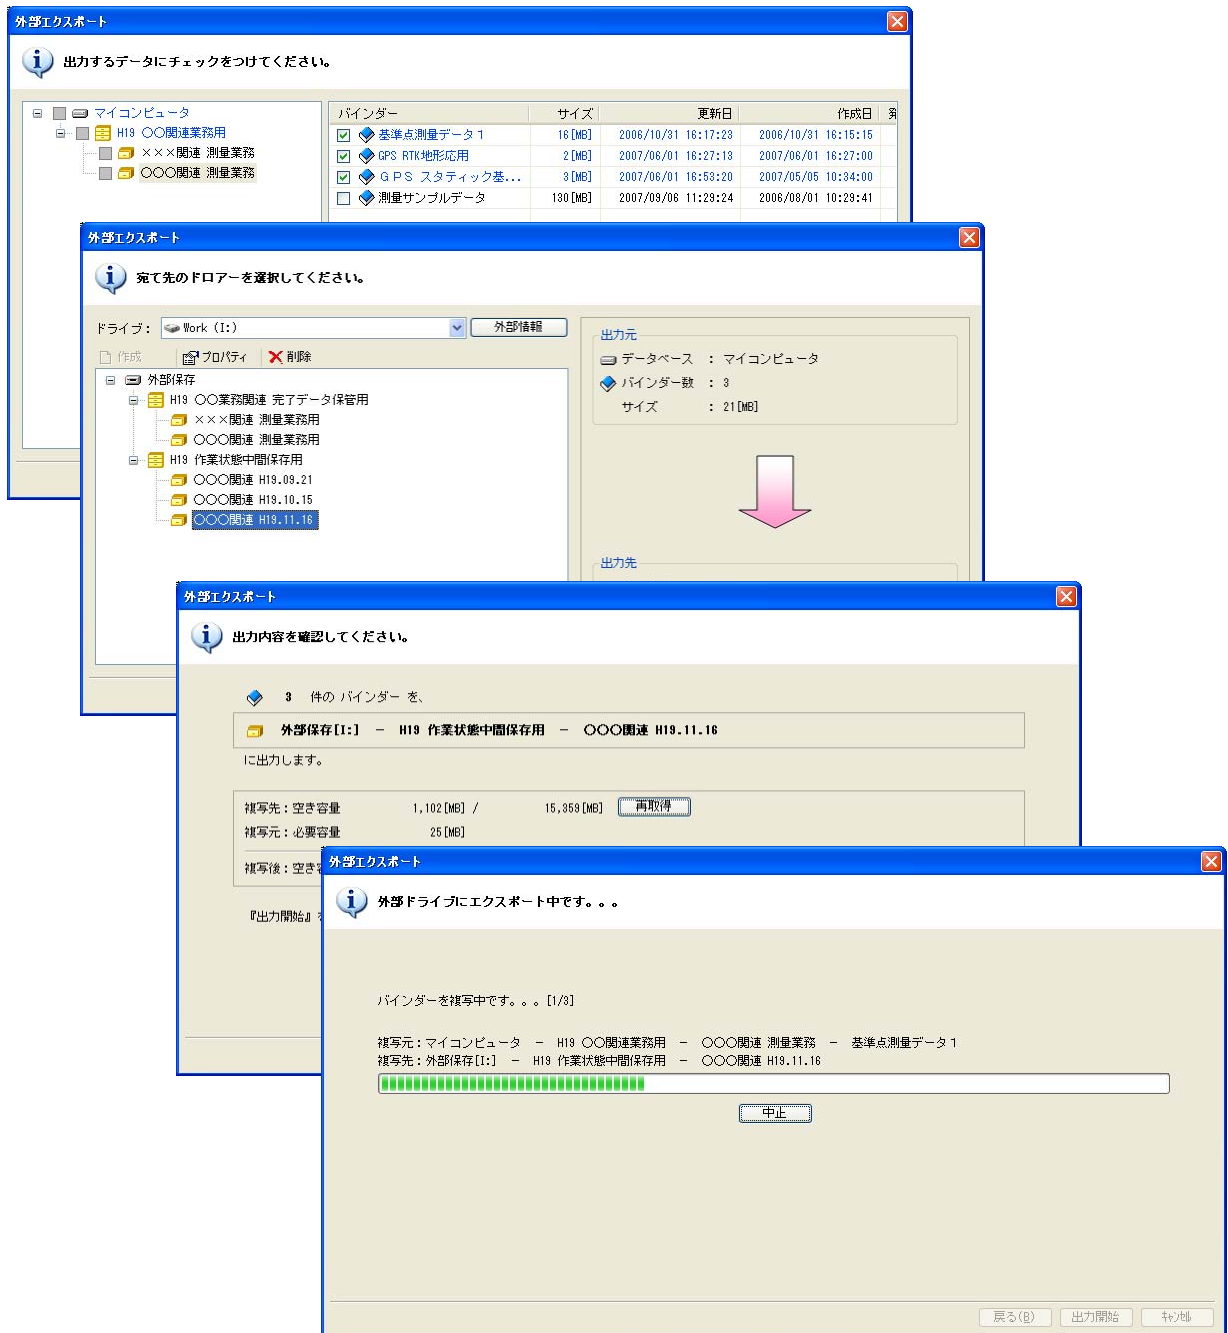 外部エクスポート
出力するデータにチェックをつけてください。
マイコンピュータ
H19 〇〇関連業務用
×××関連 測量業務
〇〇〇関連 測量業務
バインダー サイズ 更新日 作成日
基準点測量データ1 16[MB] 2006/10/31 16:17:23 2006/10/31 16:15:15
GPS RTK地形応用 2[MB] 2007/06/01 16:27:13 2007/06/01 16:27:00
GPS スタティック基... 3[MB] 2007/06/01 16:53:20 2007/05/05 10:34:00
測量サンプルデータ 130[MB] 2007/09/06 11:29:24 2006/08/01 10:29:41
外部エクスポート
宛て先のドロアーを選択してください。
ドライブ： Work (I:) 外部情報
作成 プロパティ 削除
外部保存
H19 〇〇業務関連 完了データ保管用
×××関連 測量業務用
〇〇〇関連 測量業務用
H19 作業状態中間保存用
〇〇〇関連 H19.09.21
〇〇〇関連 H19.10.15
〇〇〇関連 H19.11.16
出力元
データベース ： マイコンピュータ
バインダー数 ： 3
サイズ ： 21[MB]
出力先
外部エクスポート
出力内容を確認してください。
3 件の バインダー を、
外部保存[I:] － H19 作業状態中間保存用 － 〇〇〇関連 H19.11.16
に出力します。
複写先：空き容量 1,102[MB] / 15,359[MB] 再取得
複写元：必要容量 25[MB]
複写後：空き
『出力開始』
外部エクスポート
外部ドライブにエクスポート中です。。。
バインダーを複写中です。。。[1/3]
複写元：マイコンピュータ － H19 〇〇関連業務用 － 〇〇〇関連 測量業務 － 基準点測量データ1
複写先：外部保存[I:] － H19 作業状態中間保存用 － 〇〇〇関連 H19.11.16
中止
戻る(B) 出力開始 ｷｬﾝｾﾙ